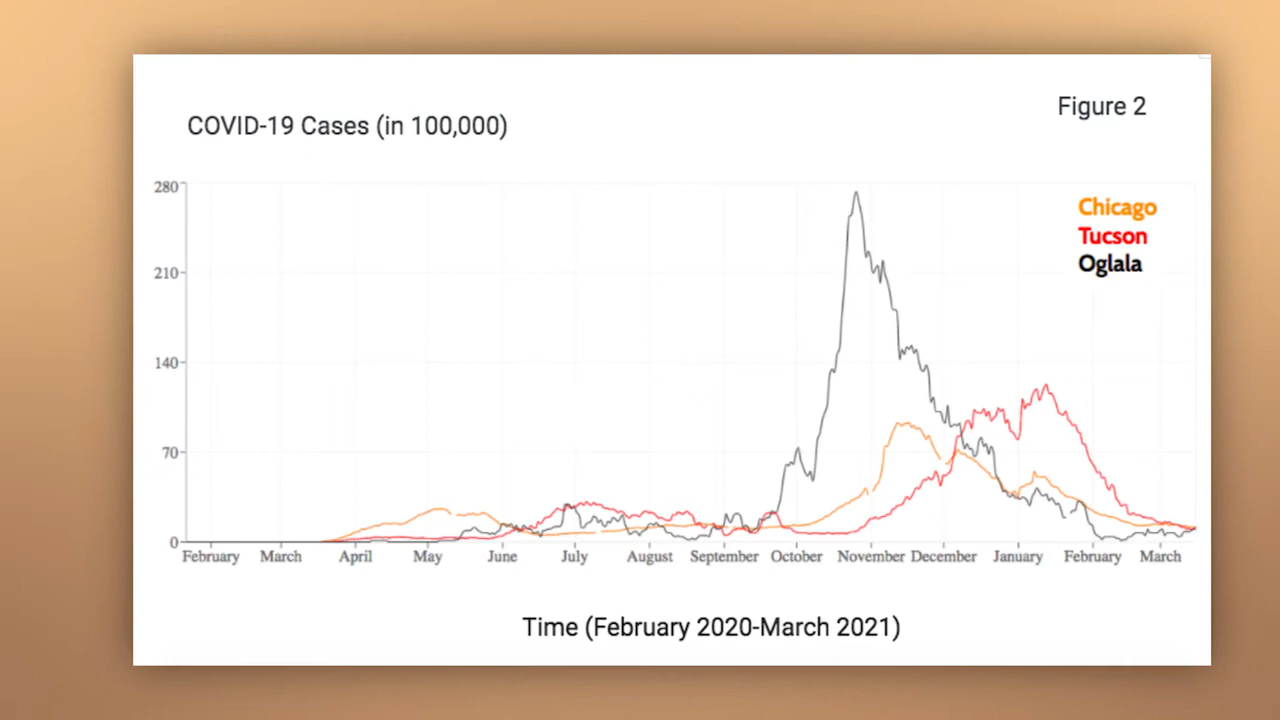 Figure 2
COVID-19 Cases (in 100,000)
280
210
140
70
0
Chicago
Tucson
Oglala
February March April May June July August September October November December January February March
Time (February 2020-March 2021)